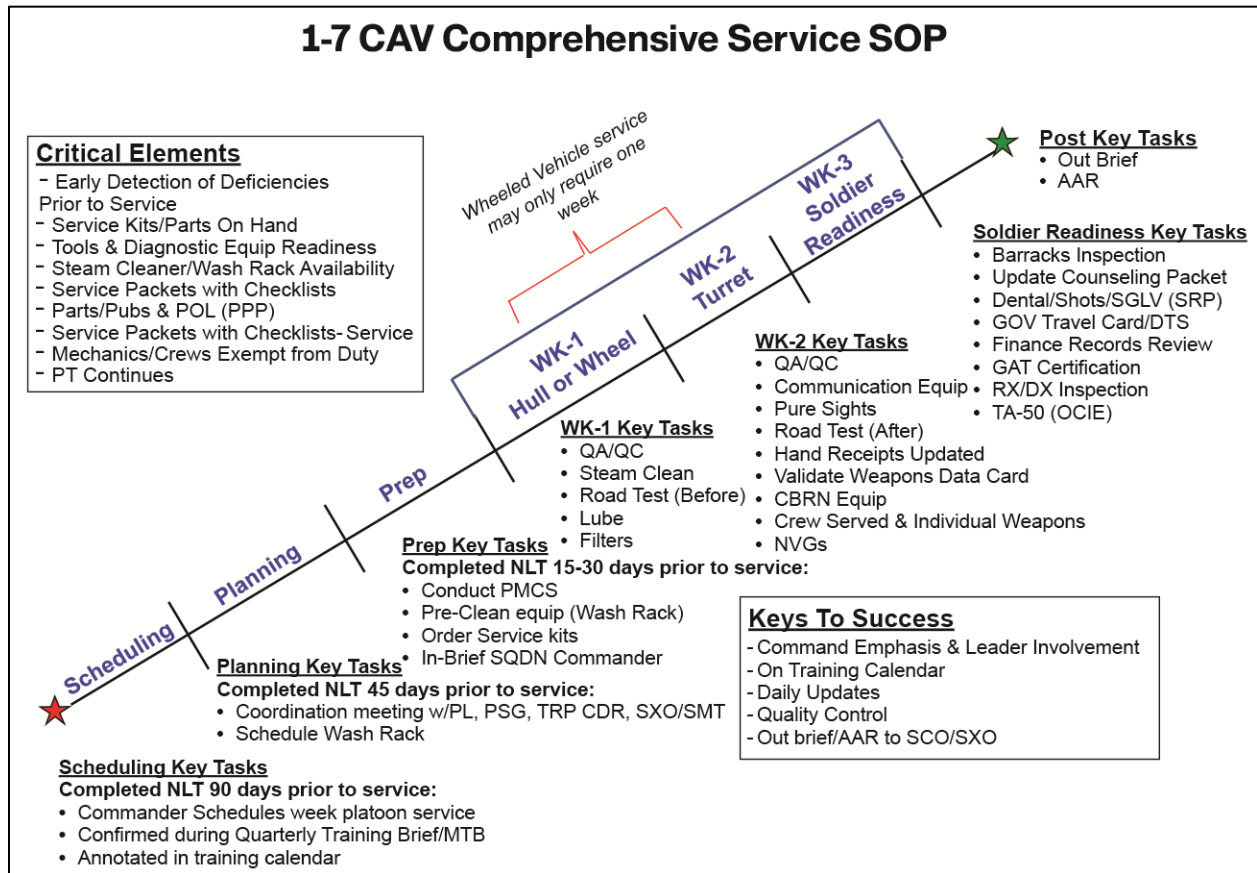 1-7 CAV Comprehensive Service SOP
Critical Elements
- Early Detection of Deficiencies
Prior to Service
- Service Kits/Parts On Hand
- Tools & Diagnostic Equip Readiness
- Steam Cleaner/Wash Rack Availability
- Service Packets with Checklists
- Parts/Pubs & POL (PPP)
- Service Packets with Checklists-Service
- Mechanics/Crews Exempt from Duty
- PT Continues
Wheeled Vehicle service
may only require one
week
Scheduling
Planning
Prep
WK-1
Hull or Wheel
WK-2
Turret
WK-3
Soldier
Readiness
Post Key Tasks
• Out Brief
• AAR
Soldier Readiness Key Tasks
• Barracks Inspection
• Update Counseling Packet
• Dental/Shots/SGLV (SRP)
• GOV Travel Card/DTS
• Finance Records Review
• GAT Certification
• RX/DX Inspection
• TA-50 (OCIE)
WK-2 Key Tasks
• QA/QC
• Communication Equip
• Pure Sights
• Road Test (After)
• Hand Receipts Updated
• Validate Weapons Data Card
• CBRN Equip
• Crew Served & Individual Weapons
• NVGs
WK-1 Key Tasks
• QA/QC
• Steam Clean
• Road Test (Before)
• Lube
• Filters
Prep Key Tasks
Completed NLT 15-30 days prior to service:
• Conduct PMCS
• Pre-Clean equip (Wash Rack)
• Order Service kits
• In-Brief SQDN Commander
Planning Key Tasks
Completed NLT 45 days prior to service:
• Coordination meeting w/PL, PSG, TRP CDR, SXO/SMT
• Schedule Wash Rack
Scheduling Key Tasks
Completed NLT 90 days prior to service:
• Commander Schedules week platoon service
• Confirmed during Quarterly Training Brief/MTB
• Annotated in training calendar
Keys To Success
- Command Emphasis & Leader Involvement
- On Training Calendar
- Daily Updates
- Quality Control
- Out brief/AAR to SCO/SXO